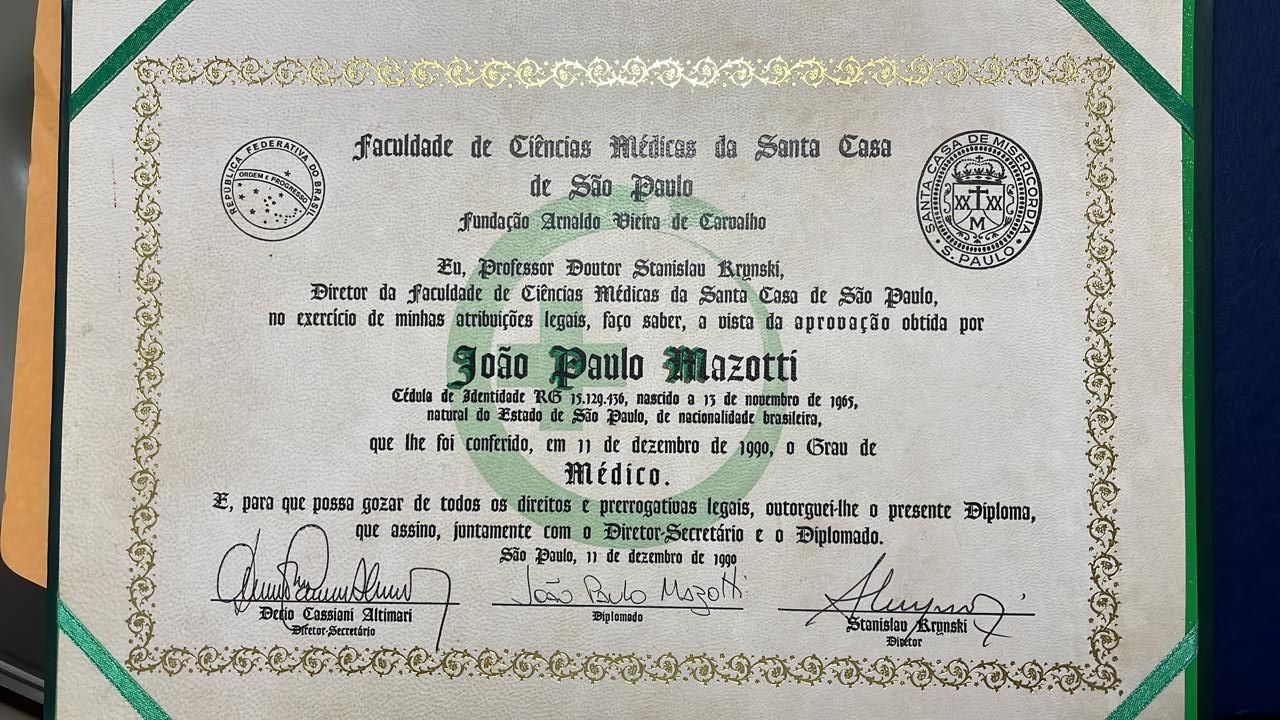 Faculdade de Ciências Médicas da Santa Casa
de São Paulo
Fundação Arnaldo Vieira de Carvalho
REPÚBLICA FEDERATIVA DO BRASIL
ORDEM E PROGRESSO
SANTA CASA DE MISERICORDIA
XX XX
M
S. PAULO
Eu, Professor Doutor Stanislau Krynski,
Diretor da Faculdade de Ciências Médicas da Santa Casa de São Paulo,
no exercício de minhas atribuições legais, faço saber, a vista da aprovação obtida por
João Paulo Mazotti
Cédula de Identidade RG 15.129.436, nascido a 13 de novembro de 1965,
natural do Estado de São Paulo, de nacionalidade brasileira,
que lhe foi conferido, em 11 de dezembro de 1990, o Grau de
Médico.
E, para que possa gozar de todos os direitos e prerrogativas legais, outorguei-lhe o presente Diploma,
que assino, juntamente com o Diretor-Secretário e o Diplomado.
São Paulo, 11 de dezembro de 1990
João Paulo Mazotti
Decio Cassiani Altimari
Diretor-Secretário
Diplomado
Stanislau Krynski
Diretor